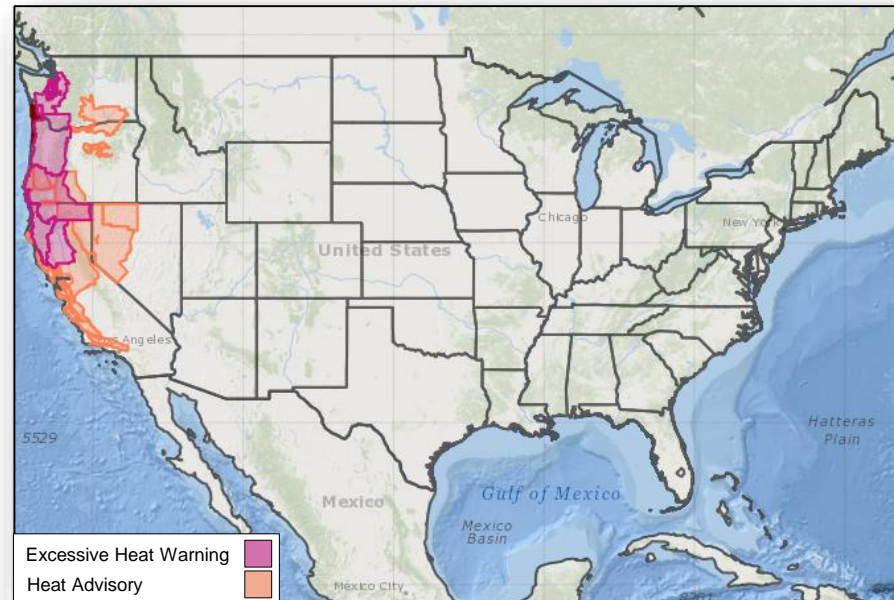 Chicago
New York
United States
Los Angeles
5529
Hatteras
Plain
Gulf of Mexico
Mexico
Mexico
Basin
Excessive Heat Warning
Heat Advisory
Mexico City